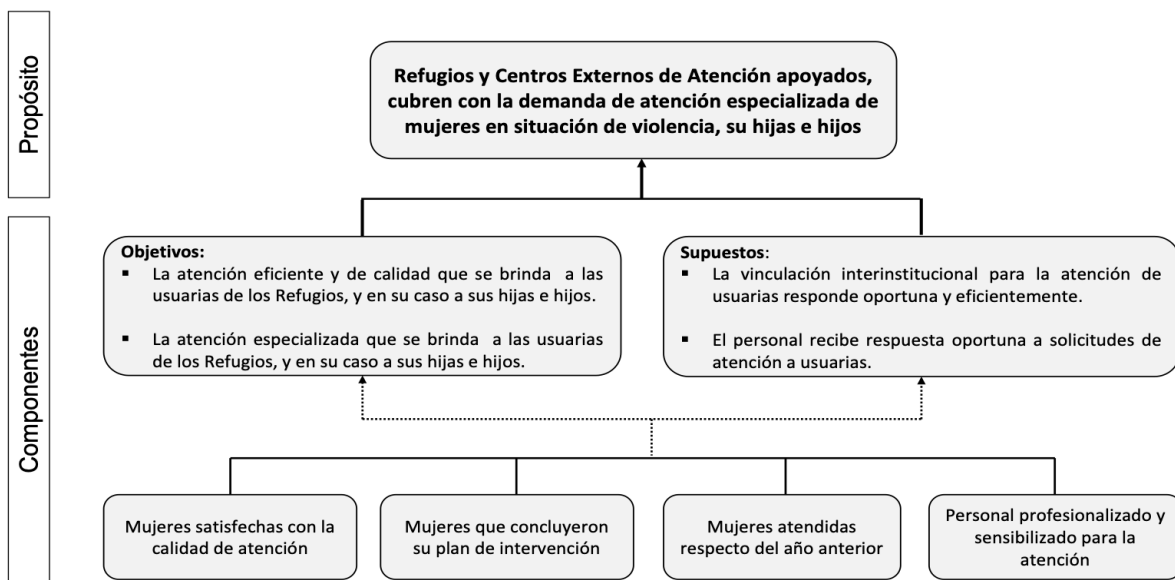 Propósito
Refugios y Centros Externos de Atención apoyados,
cubren con la demanda de atención especializada de
mujeres en situación de violencia, su hijas e hijos
Componentes
Objetivos:
▪ La atención eficiente y de calidad que se brinda a las
usuarias de los Refugios, y en su caso a sus hijas e hijos.
▪ La atención especializada que se brinda a las usuarias
de los Refugios, y en su caso a sus hijas e hijos.
Supuestos:
▪ La vinculación interinstitucional para la atención de
usuarias responde oportuna y eficientemente.
▪ El personal recibe respuesta oportuna a solicitudes de
atención a usuarias.
Mujeres satisfechas con la
calidad de atención
Mujeres que concluyeron
su plan de intervención
Mujeres atendidas
respecto del año anterior
Personal profesionalizado y
sensibilizado para la
atención